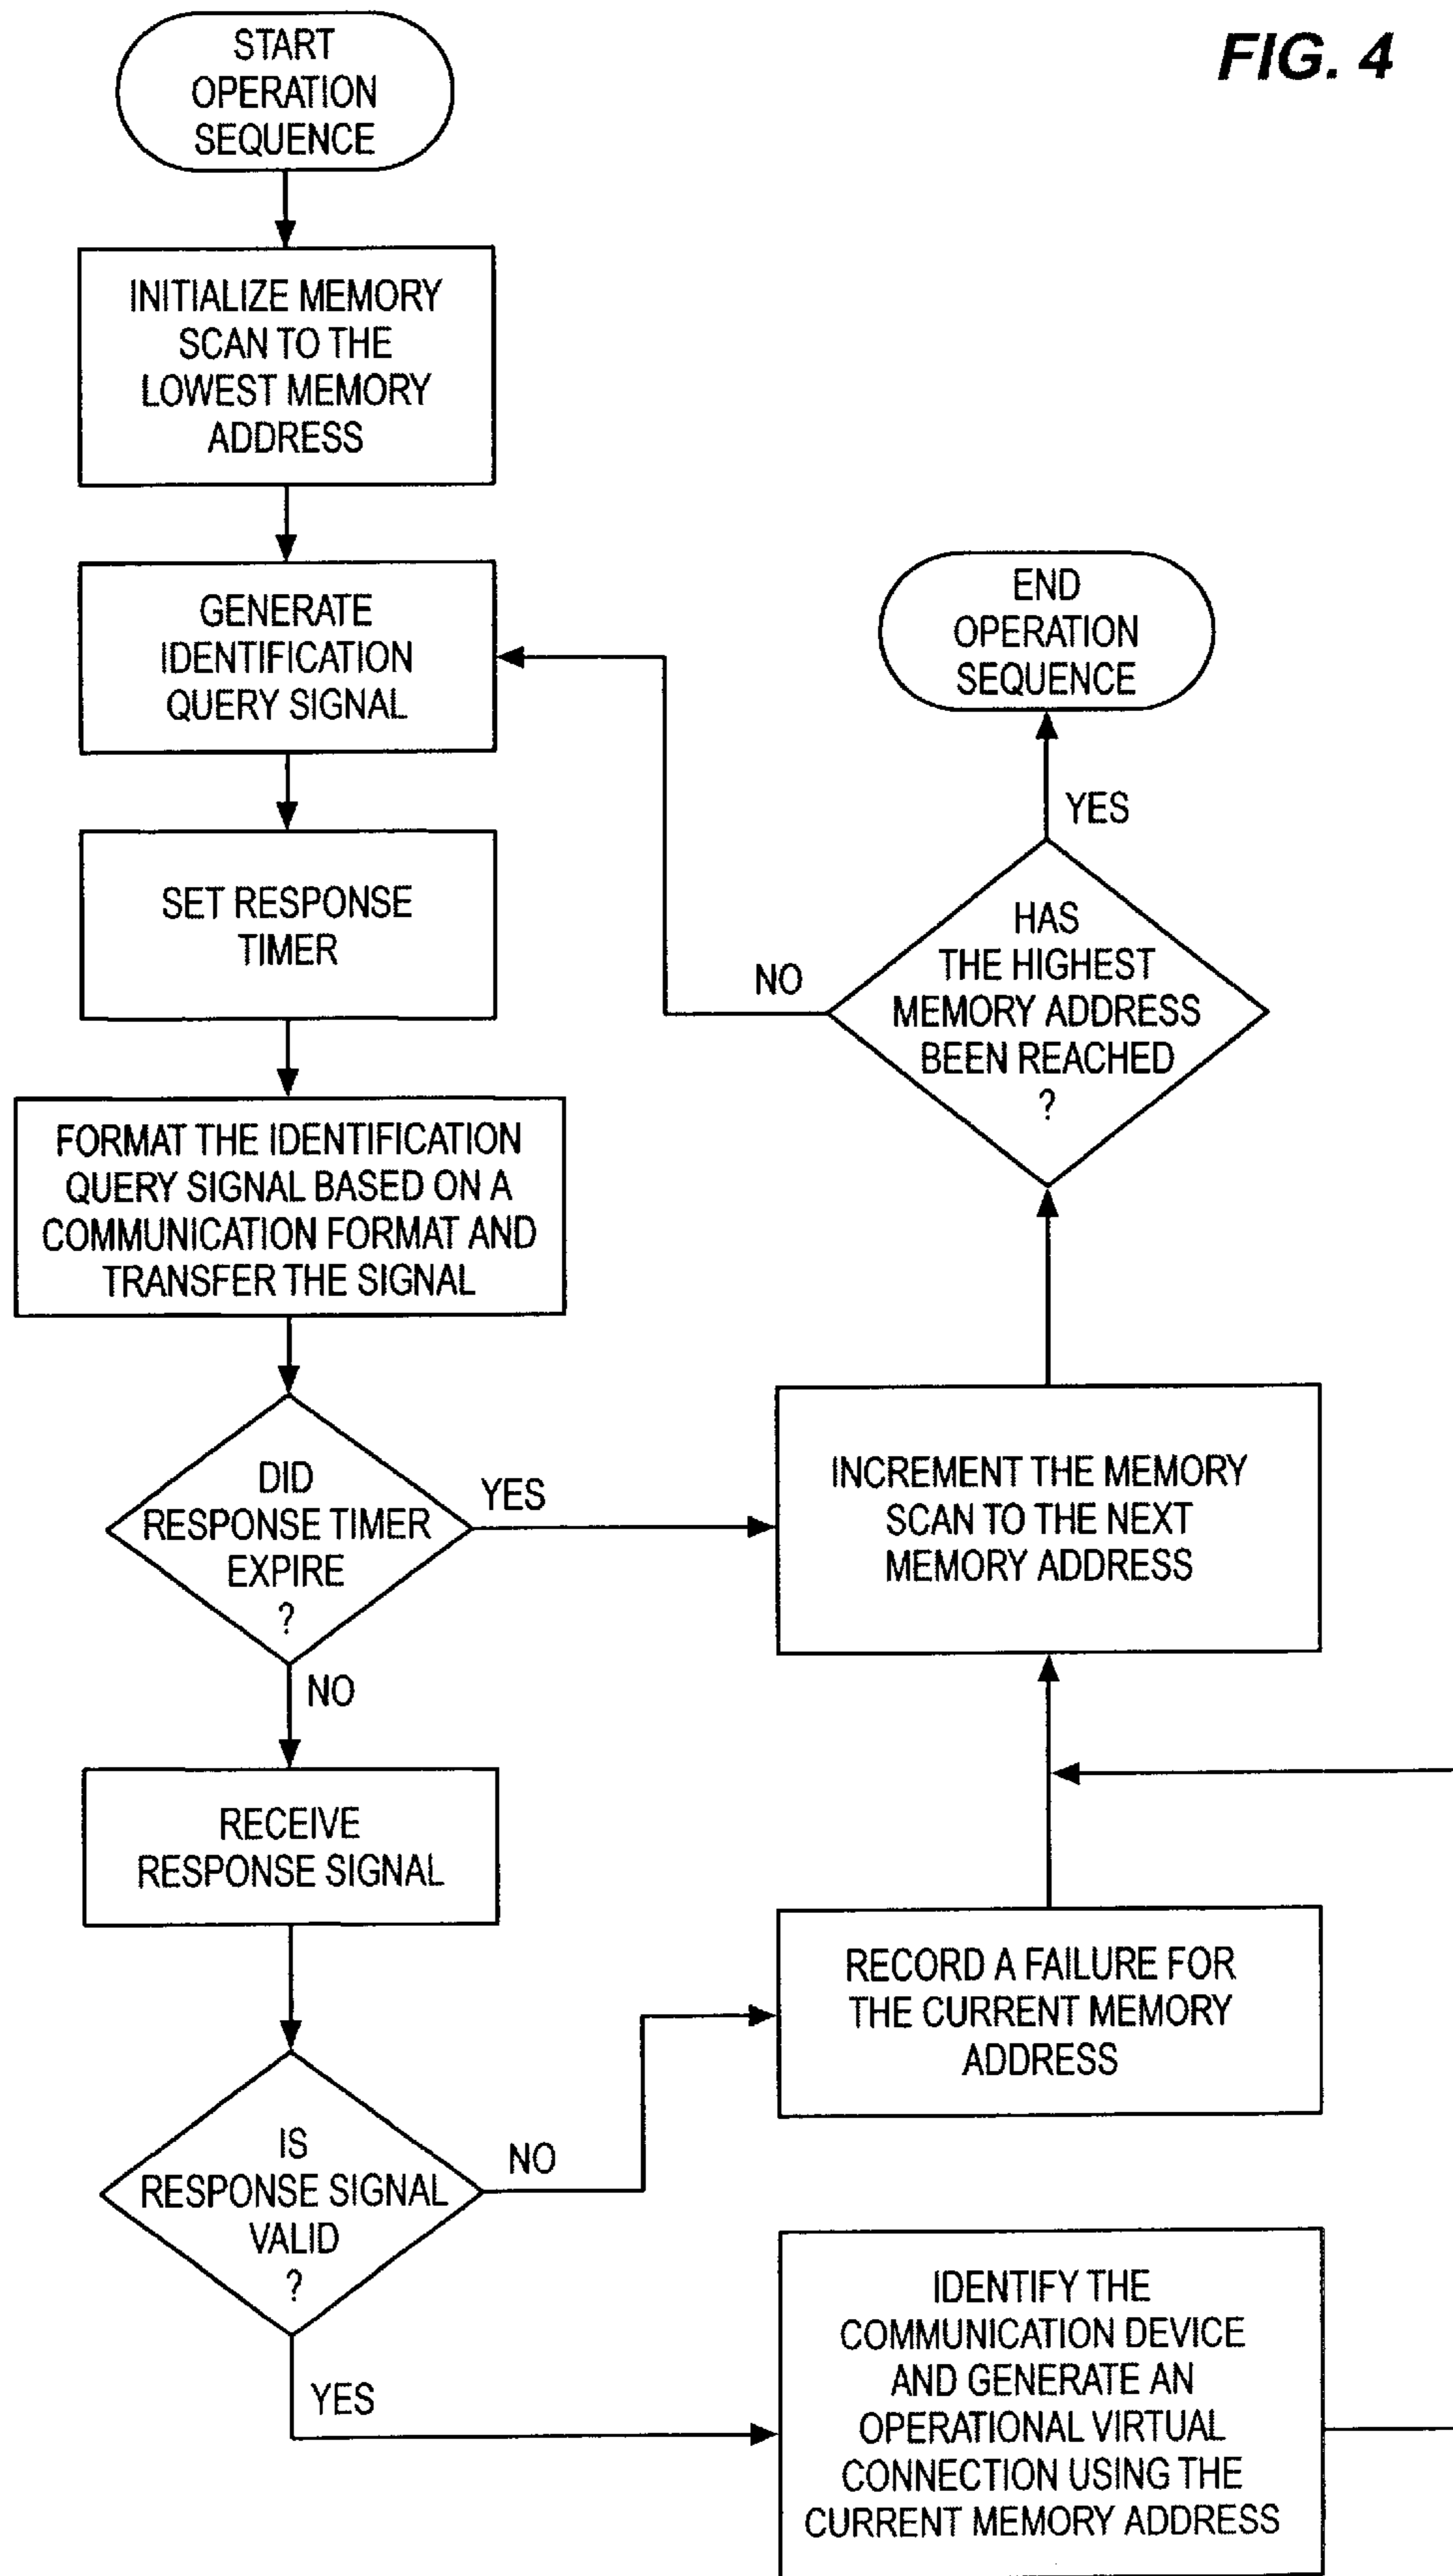 FIG. 4
START
OPERATION
SEQUENCE
INITIALIZE MEMORY
SCAN TO THE
LOWEST MEMORY
ADDRESS
GENERATE
IDENTIFICATION
QUERY SIGNAL
SET RESPONSE
TIMER
FORMAT THE IDENTIFICATION
QUERY SIGNAL BASED ON A
COMMUNICATION FORMAT AND
TRANSFER THE SIGNAL
DID
RESPONSE TIMER
EXPIRE
?
YES
NO
RECEIVE
RESPONSE SIGNAL
IS
RESPONSE SIGNAL
VALID
?
NO
YES
END
OPERATION
SEQUENCE
YES
HAS
THE HIGHEST
MEMORY ADDRESS
BEEN REACHED
?
NO
INCREMENT THE MEMORY
SCAN TO THE NEXT
MEMORY ADDRESS
RECORD A FAILURE FOR
THE CURRENT MEMORY
ADDRESS
IDENTIFY THE
COMMUNICATION DEVICE
AND GENERATE AN
OPERATIONAL VIRTUAL
CONNECTION USING THE
CURRENT MEMORY ADDRESS